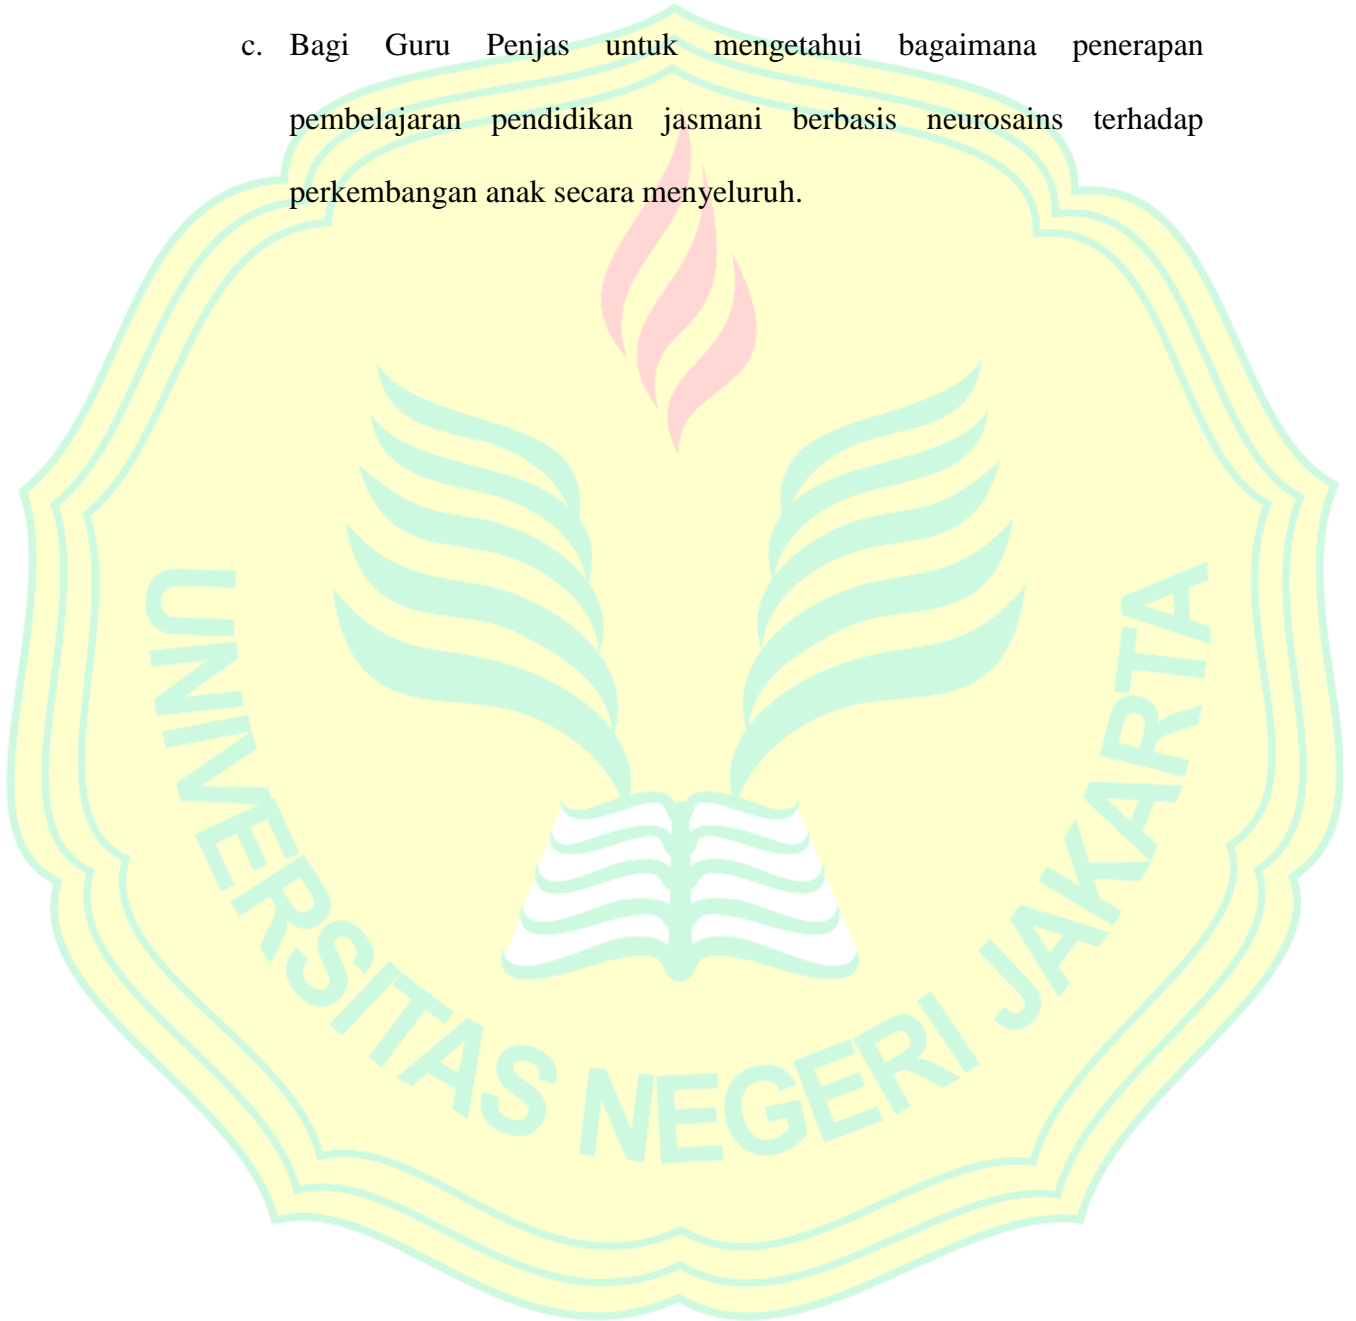 c. Bagi Guru Penjas untuk mengetahui bagaimana penerapan
pembelajaran pendidikan jasmani berbasis neurosains terhadap
perkembangan anak secara menyeluruh.
UNIVERSITAS NEGERI JAKARTA